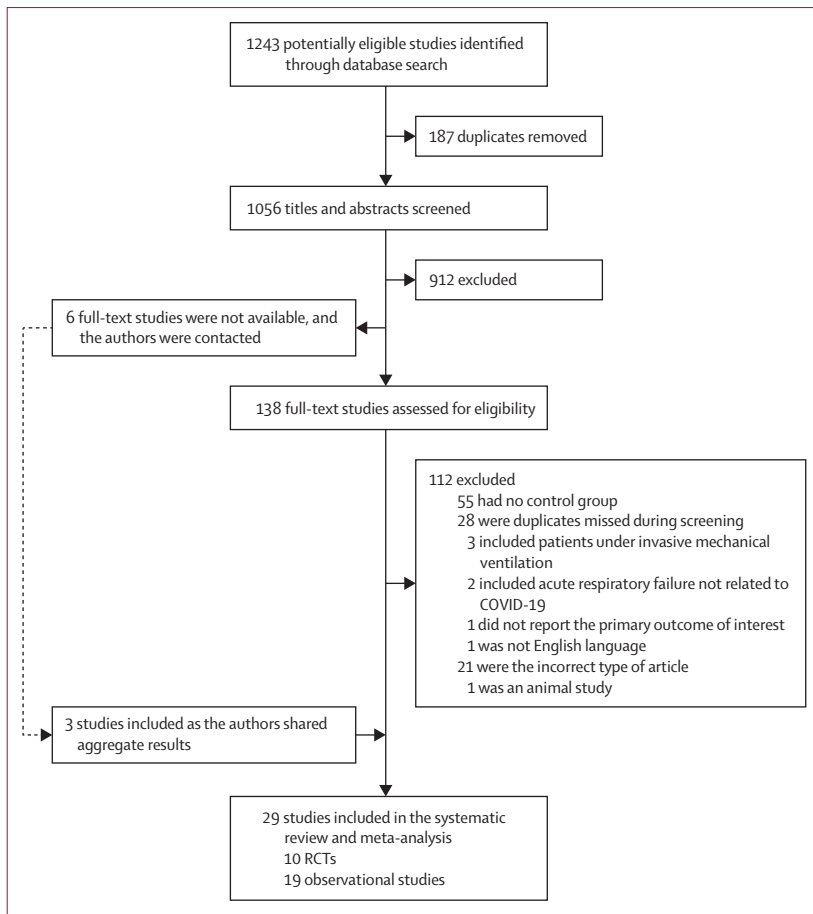 1243 potentially eligible studies identified
through database search
187 duplicates removed
1056 titles and abstracts screened
912 excluded
6 full-text studies were not available, and
the authors were contacted
138 full-text studies assessed for eligibility
112 excluded
55 had no control group
28 were duplicates missed during screening
3 included patients under invasive mechanical
ventilation
2 included acute respiratory failure not related to
COVID-19
1 did not report the primary outcome of interest
1 was not English language
21 were the incorrect type of article
1 was an animal study
3 studies included as the authors shared
aggregate results
29 studies included in the systematic
review and meta-analysis
10 RCTs
19 observational studies